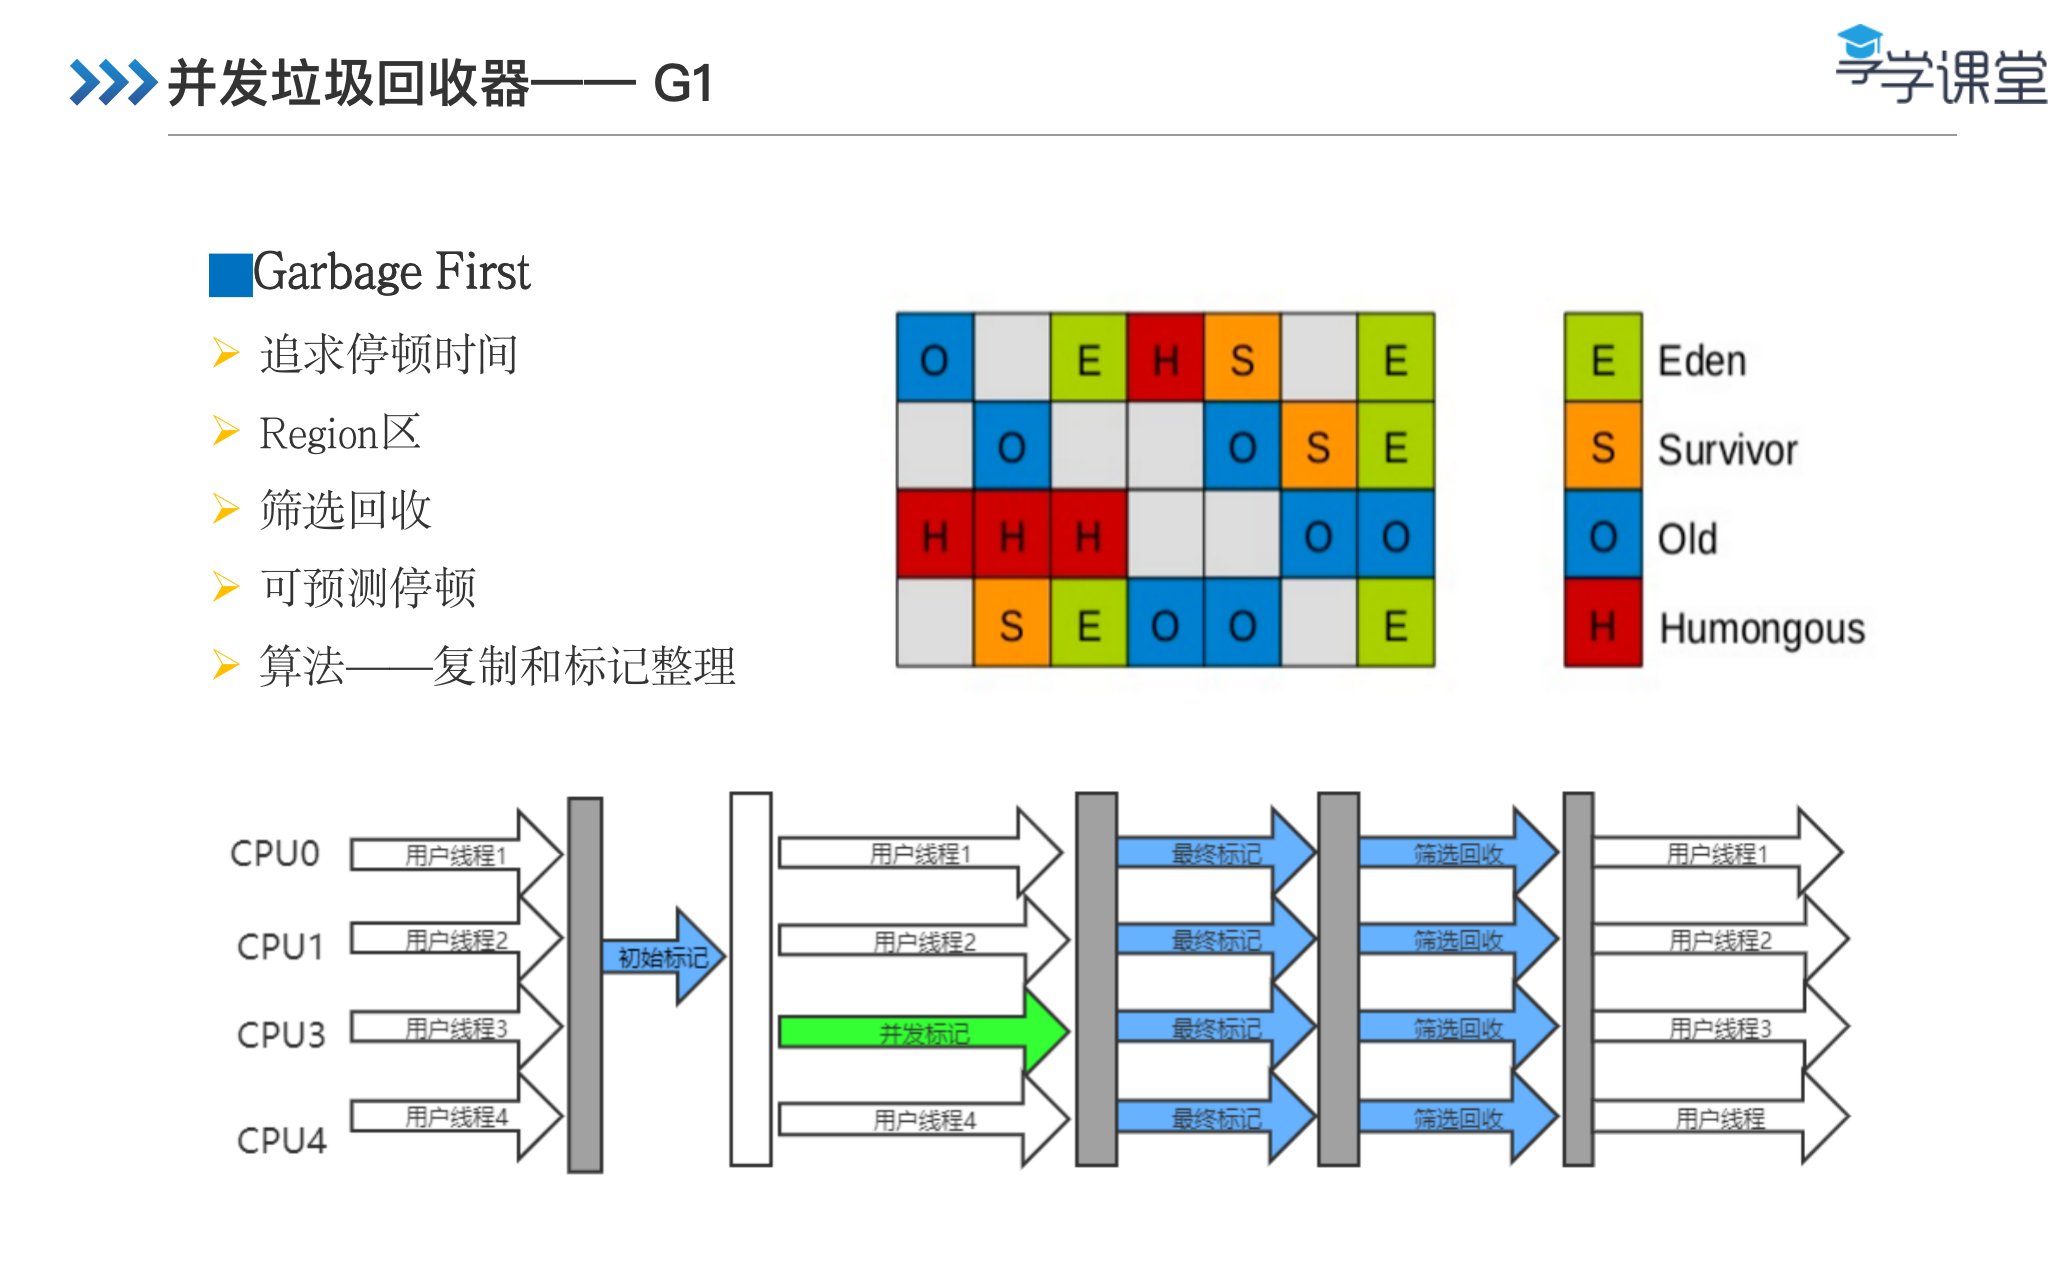 并发垃圾回收器—— G1
享学课堂
Garbage First
追求停顿时间
Region区
筛选回收
可预测停顿
算法——复制和标记整理
O E H S E
O O S E
H H H O O
S E O O E
E Eden
S Survivor
O Old
H Humongous
CPU0 用户线程1 用户线程1 最终标记 筛选回收 用户线程1
CPU1 用户线程2 初始标记 用户线程2 最终标记 筛选回收 用户线程2
CPU3 用户线程3 并发标记 最终标记 筛选回收 用户线程3
CPU4 用户线程4 用户线程4 最终标记 筛选回收 用户线程